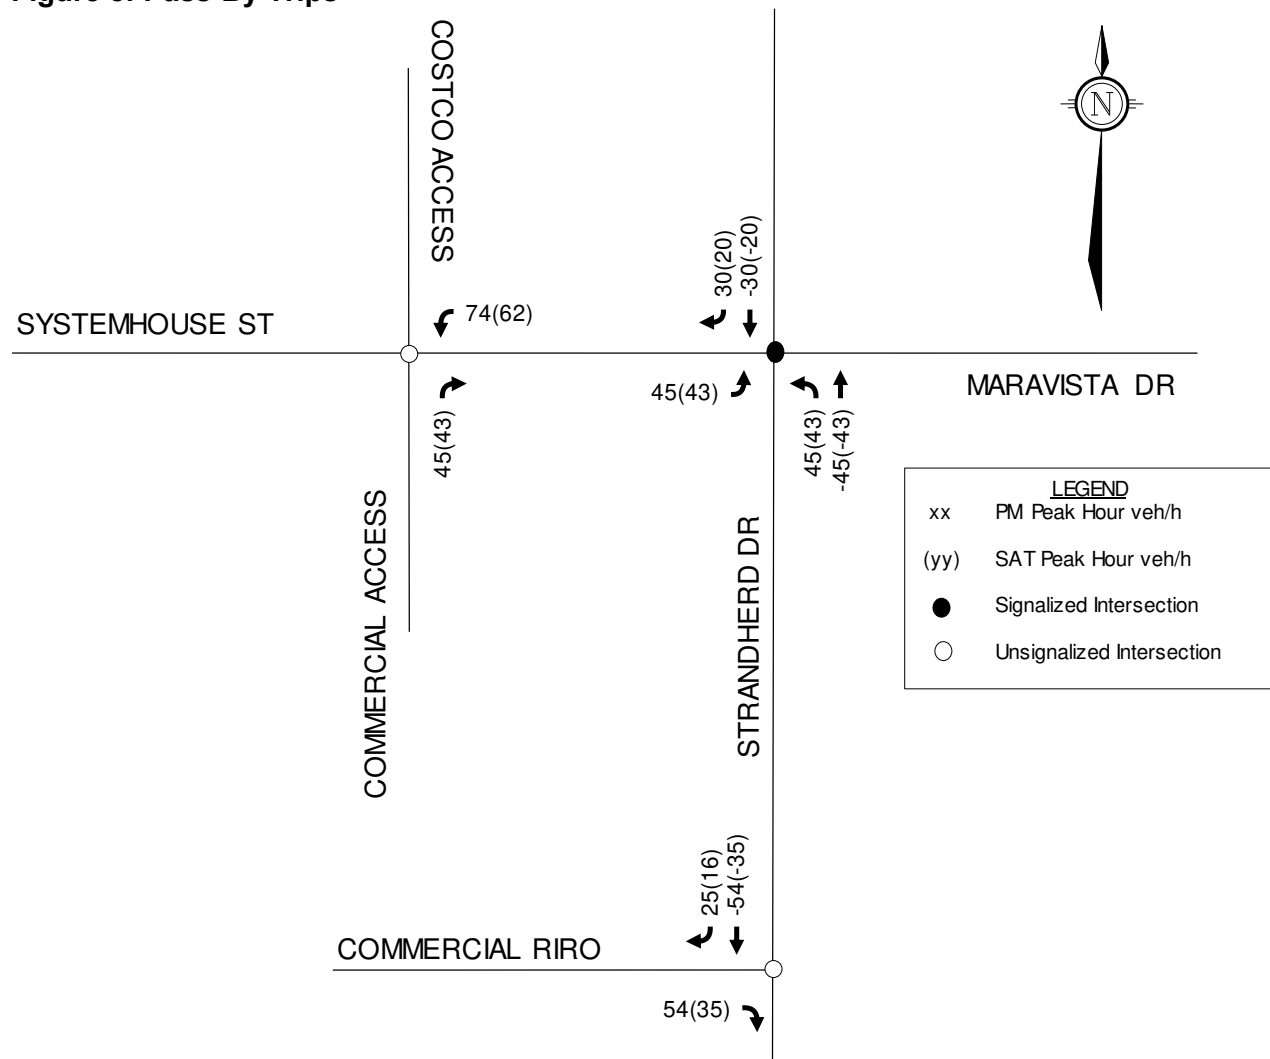 COSTCO ACCESS
N
30(20)
-30(-20)
SYSTEMHOUSE ST
74(62)
45(43)
45(43)
45(43)
-45(-43)
MARAVISTA DR
LEGEND
xx PM Peak Hour veh/h
(yy) SAT Peak Hour veh/h
Signalized Intersection
Unsignalized Intersection
COMMERCIAL ACCESS
STRANDHERD DR
25(16)
-54(-35)
COMMERCIAL RIRO
54(35)